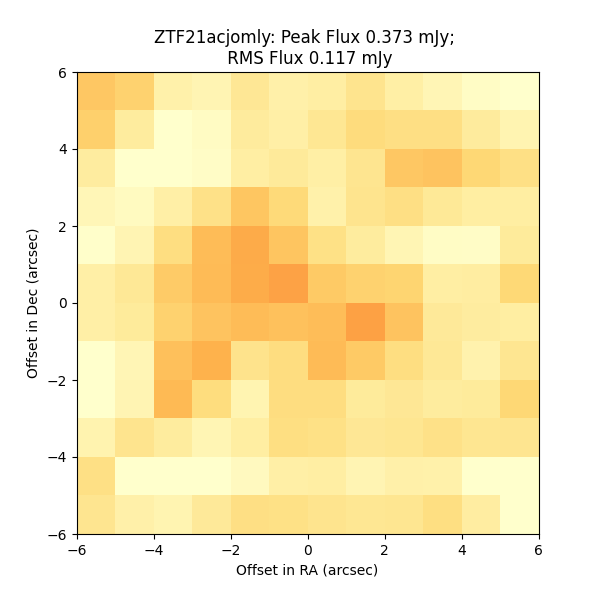 ZTF21acjomly: Peak Flux 0.373 mJy;
RMS Flux 0.117 mJy
6
4
2
0
−2
−4
−6
Offset in Dec (arcsec)
−6 −4 −2 0 2 4 6
Offset in RA (arcsec)